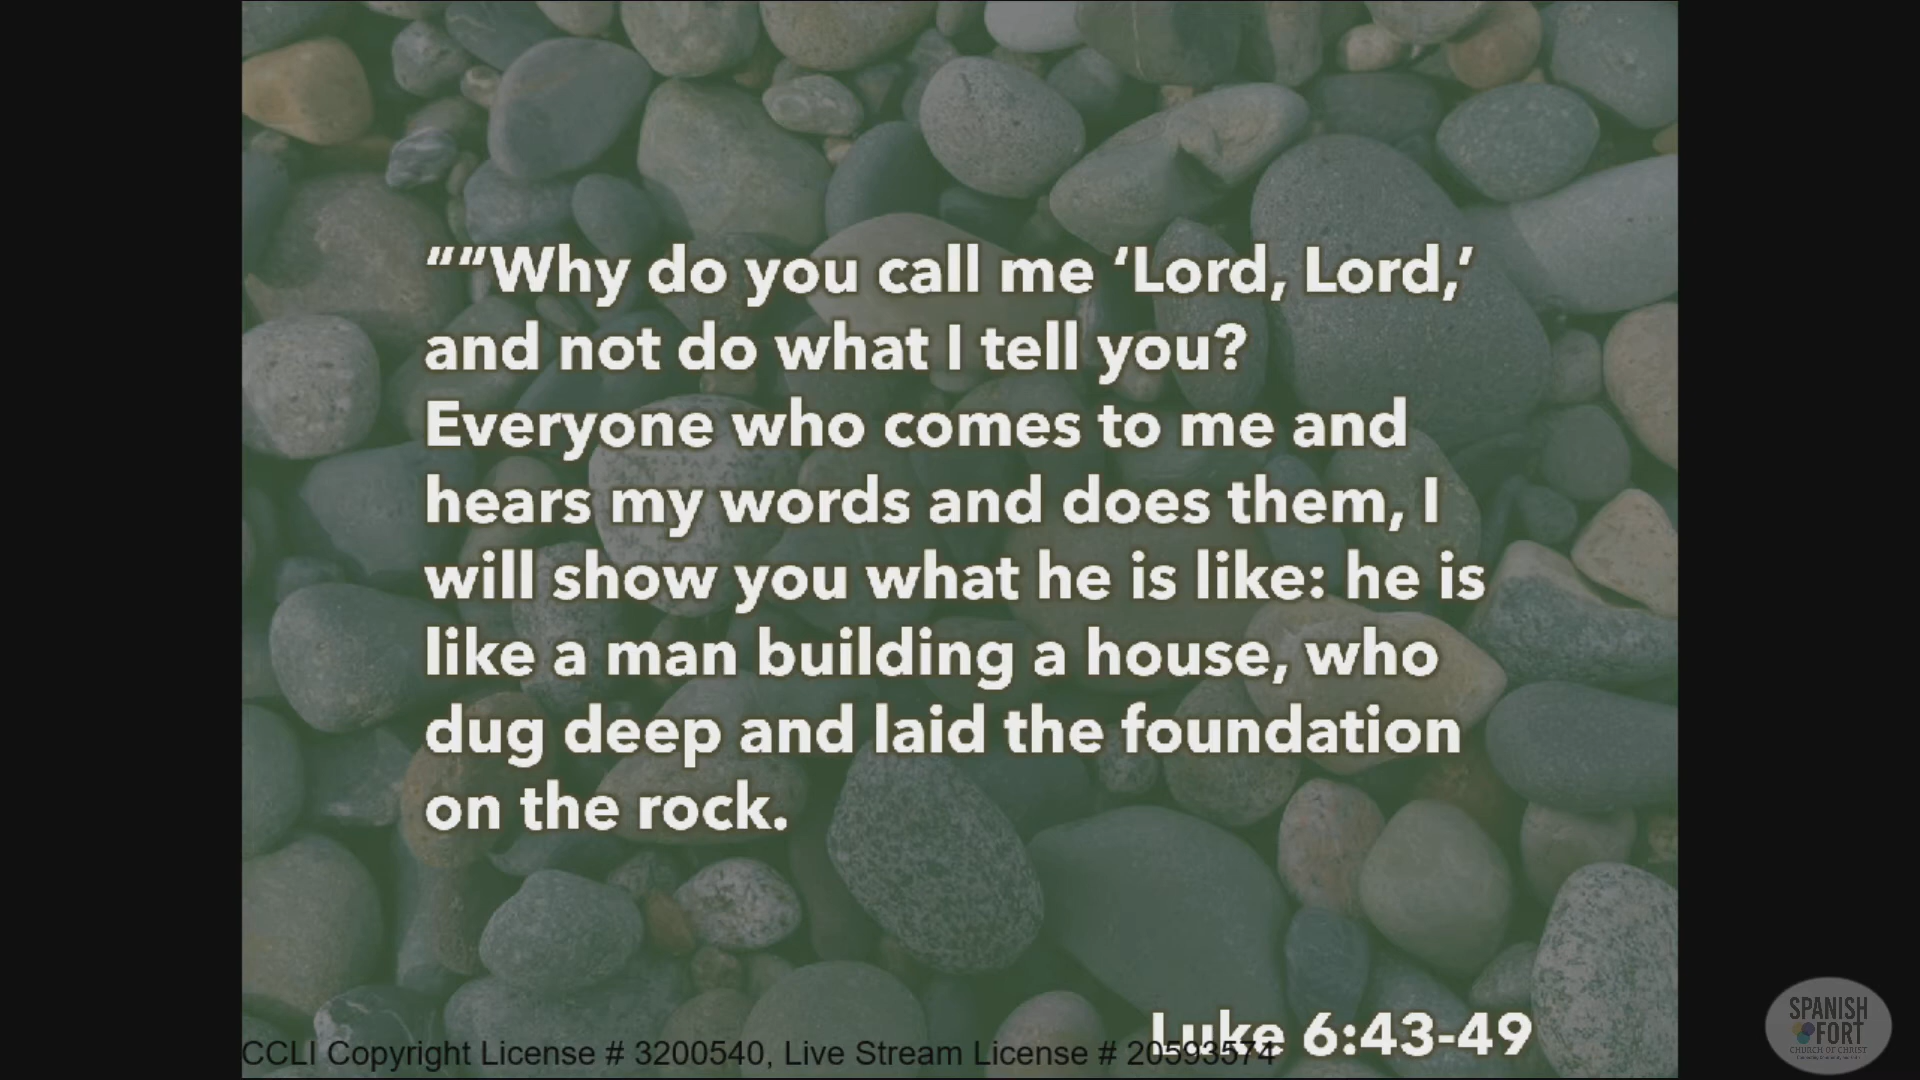 ““Why do you call me ‘Lord, Lord,’
and not do what I tell you?
Everyone who comes to me and
hears my words and does them, I
will show you what he is like: he is
like a man building a house, who
dug deep and laid the foundation
on the rock.
Luke 6:43-49
CCLI Copyright License # 3200540, Live Stream License # 20593574
SPANISH
FORT
CHURCH OF CHRIST